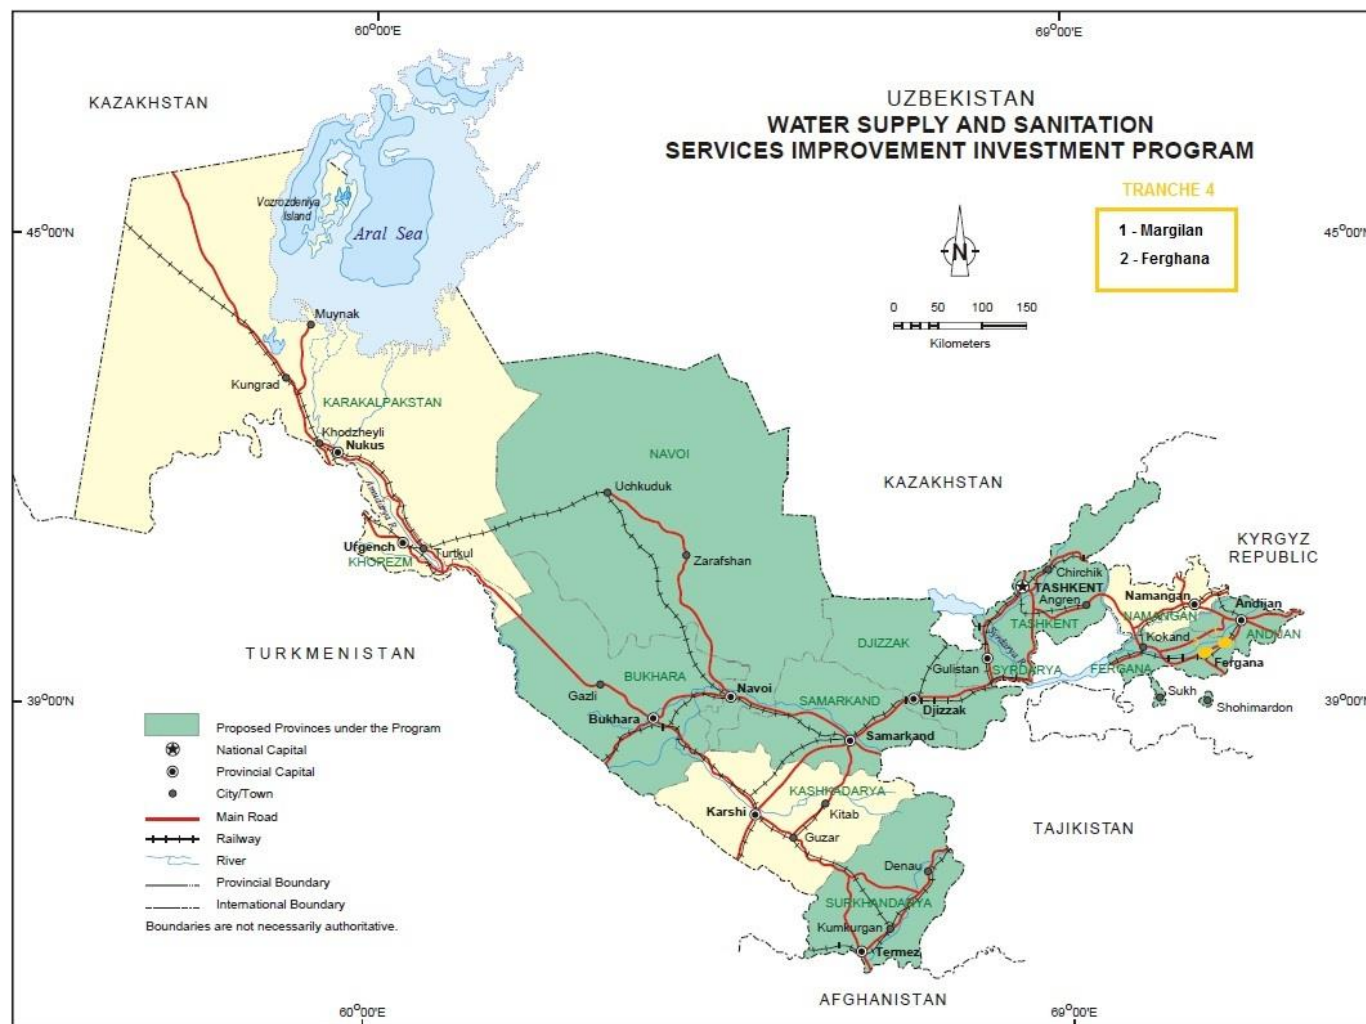 60°00'E
69°00'E
KAZAKHSTAN
UZBEKISTAN
WATER SUPPLY AND SANITATION
SERVICES IMPROVEMENT INVESTMENT PROGRAM
TRANCHE 4
1 - Margilan
2 - Ferghana
Vozrozdeniya
Island
Aral Sea
45°00'N
45°00'N
N
0 50 100 150
Kilometers
Muynak
Kungrad
KARAKALPAKSTAN
Khodzheyli
Nukus
NAVOI
KAZAKHSTAN
Uchkuduk
Amudarya R.
KYRGYZ
REPUBLIC
Urgench
Turtkul
KHOREZM
Zarafshan
Chirchik
TASHKENT
Angren
Namangan
Andijan
TASHKENT
NAMANGAN
Kokand
ANDIJAN
Syrdarya R.
DJIZZAK
Gulistan
SYRDARYA
FERGANA
Fergana
TURKMENISTAN
BUKHARA
Gazli
Navoi
SAMARKAND
Djizzak
Sukh
Shohimardon
39°00'N
39°00'N
Bukhara
Samarkand
Proposed Provinces under the Program
National Capital
Provincial Capital
City/Town
Main Road
Railway
River
Provincial Boundary
International Boundary
Boundaries are not necessarily authoritative.
KASHKADARYA
Karshi
Kitab
Guzar
TAJIKISTAN
Denau
SURKHANDARYA
Kumkurgan
Termez
AFGHANISTAN
60°00'E
69°00'E